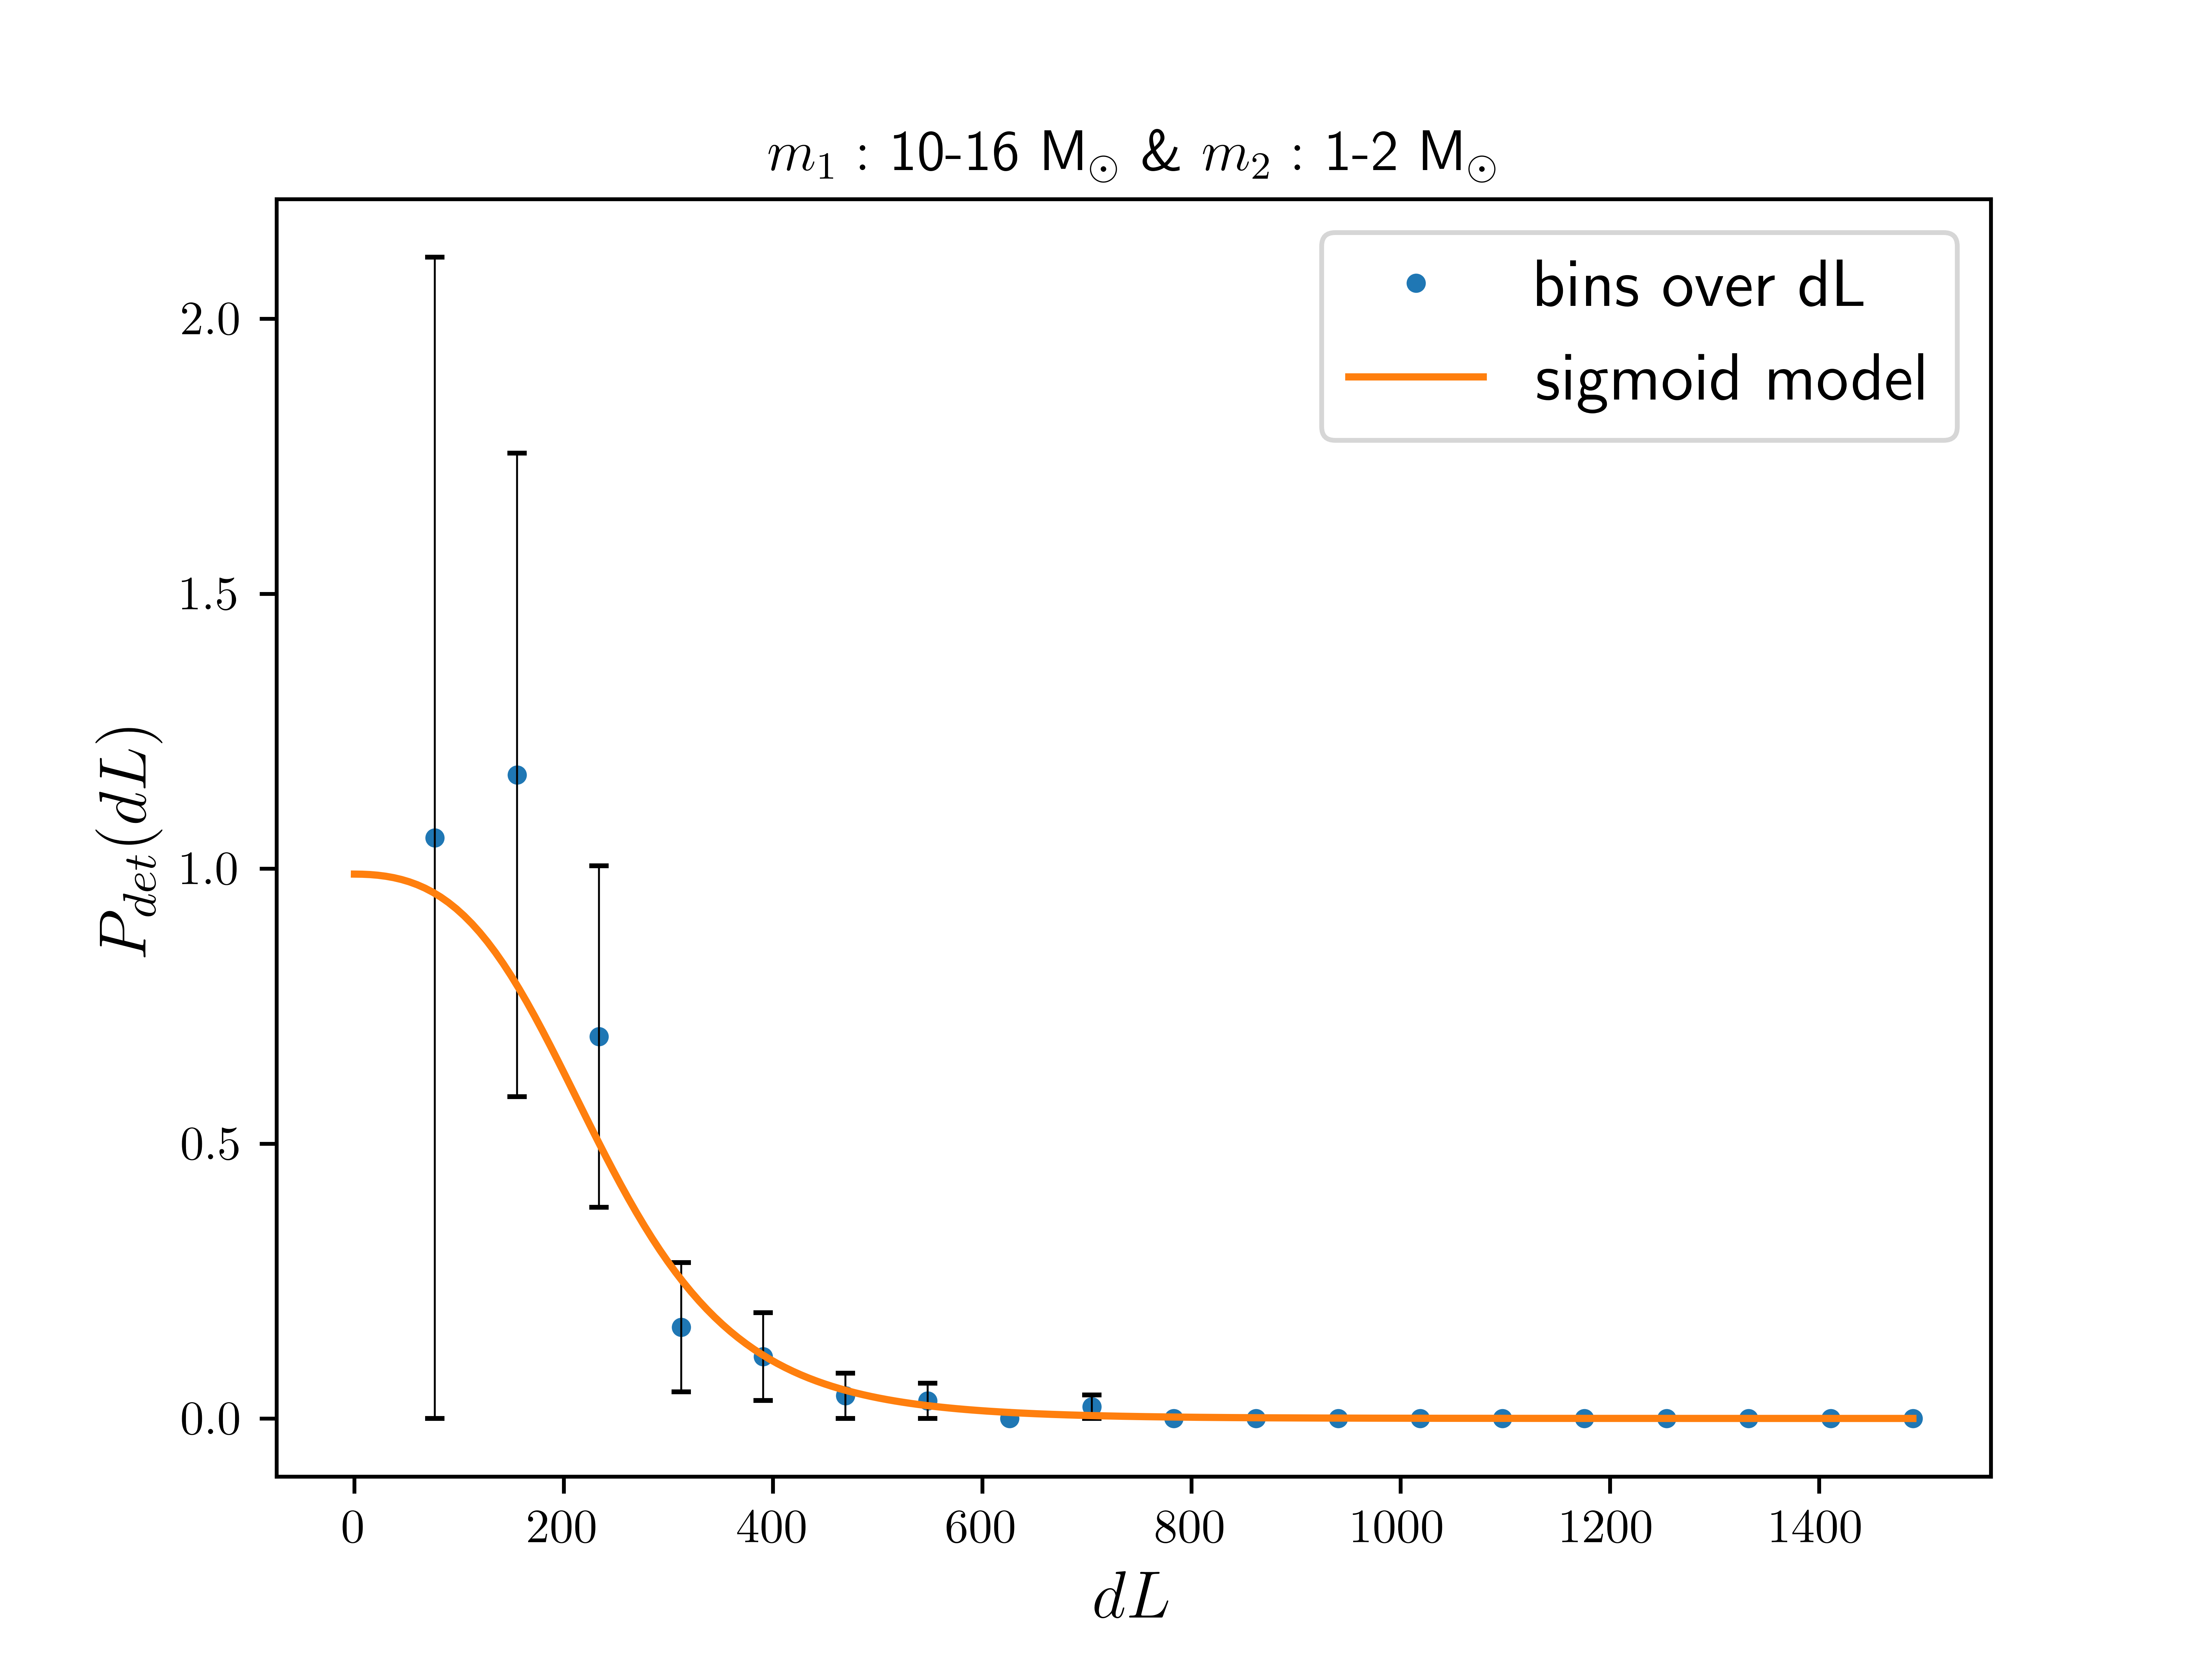 m₁ : 10-16 M⊙ & m₂ : 1-2 M⊙
bins over dL
sigmoid model
2.0
1.5
1.0
0.5
0.0
P_det(dL)
0 200 400 600 800 1000 1200 1400
dL